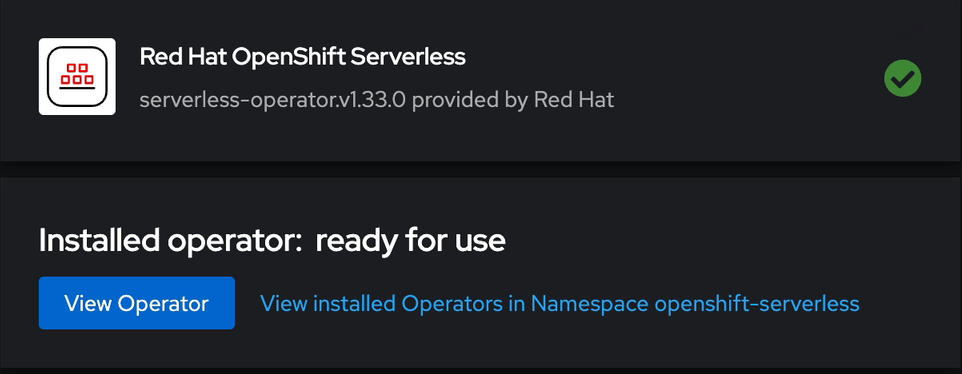 Red Hat OpenShift Serverless
serverless-operator.v1.33.0 provided by Red Hat
Installed operator: ready for use
View Operator
View installed Operators in Namespace openshift-serverless